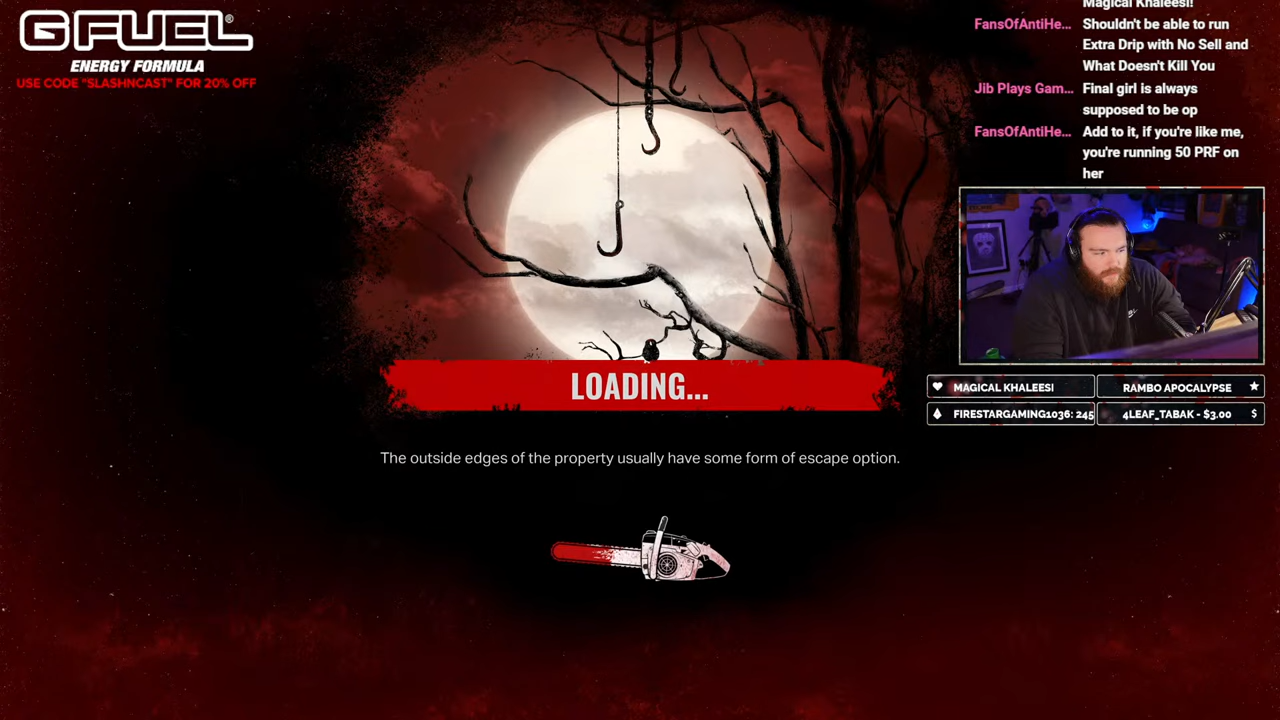 GFUEL®
ENERGY FORMULA
USE CODE "SLASHNCAST" FOR 20% OFF
Magical Khaleesi!
FansOfAntiHe... Shouldn't be able to run
Extra Drip with No Sell and
What Doesn't Kill You
Jib Plays Gam... Final girl is always
supposed to be op
FansOfAntiHe... Add to it, if you're like me,
you're running 50 PRF on
her
MAGICAL KHALEESI
RAMBO APOCALYPSE
FIRESTARGAMING1036: 245
4LEAF_TABAK - $3.00 $
LOADING...
The outside edges of the property usually have some form of escape option.